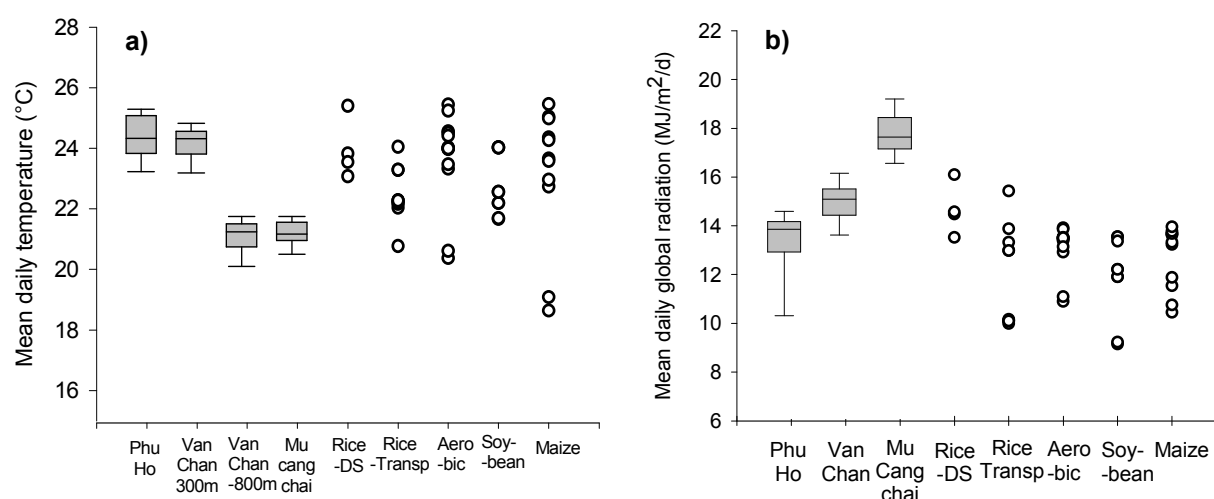 a)
Mean daily temperature (°C)
28
26
24
22
20
18
16
Phu
Ho
Van
Chan
300m
Van
Chan
-800m
Mu
cang
chai
Rice
-DS
Rice
-Transp
Aero
-bic
Soy-
-bean
Maize
b)
Mean daily global radiation (MJ/m²/d)
22
20
18
16
14
12
10
8
6
Phu
Ho
Van
Chan
Mu
Cang
chai
Rice
-DS
Rice
Transp
Aero
-bic
Soy-
-bean
Maize